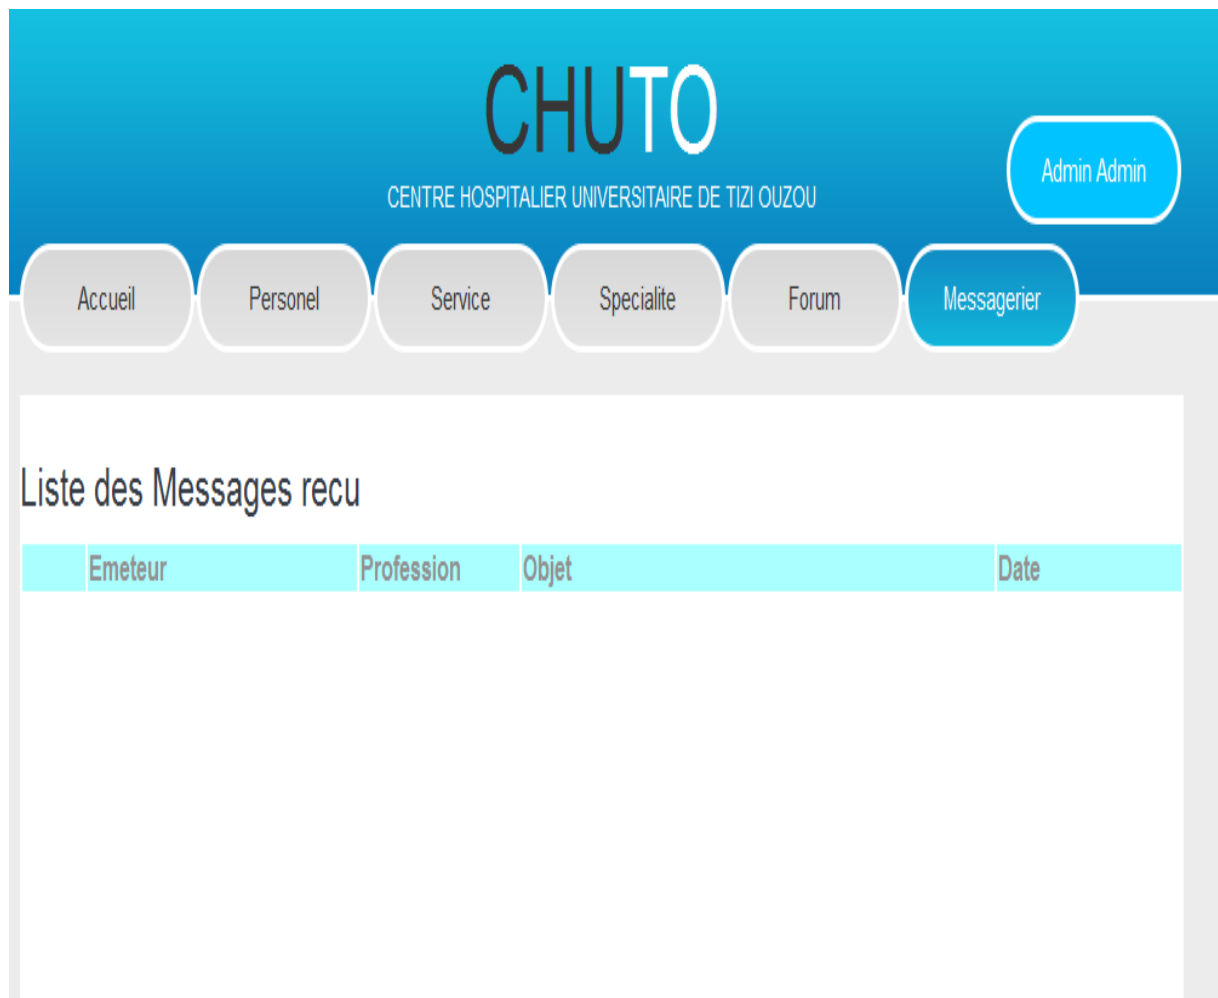 CHUTO
CENTRE HOSPITALIER UNIVERSITAIRE DE TIZI OUZOU
Admin Admin
Accueil Personel Service Specialite Forum Messagerier
Liste des Messages recu
Emeteur Profession Objet Date